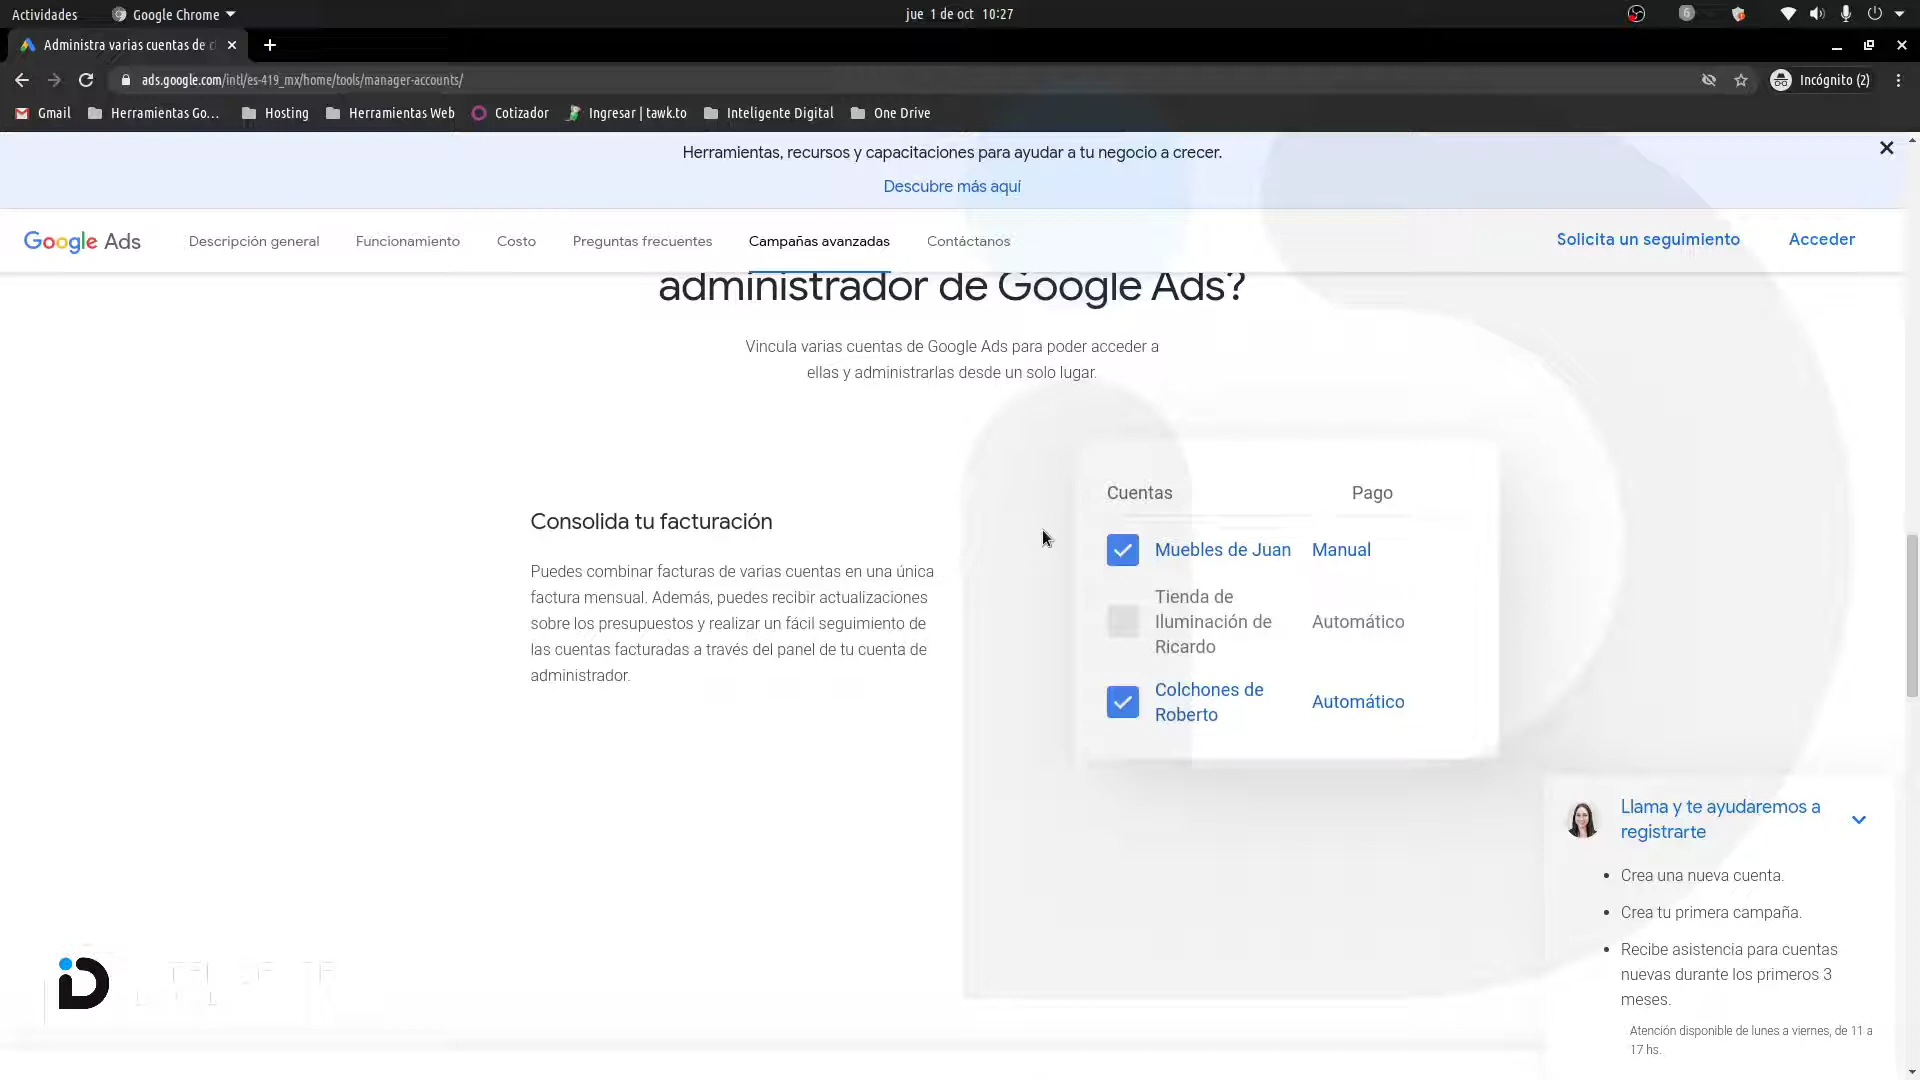 Actividades
Google Chrome
jue 1 de oct 10:27
6
Administra varias cuentas de cl
ads.google.com/intl/es-419_mx/home/tools/manager-accounts/
Incógnito (2)
Gmail
Herramientas Go...
Hosting
Herramientas Web
Cotizador
Ingresar | tawk.to
Inteligente Digital
One Drive
Herramientas, recursos y capacitaciones para ayudar a tu negocio a crecer.
Descubre más aquí
Google Ads
Descripción general
Funcionamiento
Costo
Preguntas frecuentes
Campañas avanzadas
Contáctanos
Solicita un seguimiento
Acceder
administrador de Google Ads?
Vincula varias cuentas de Google Ads para poder acceder a
ellas y administrarlas desde un solo lugar.
Consolida tu facturación
Puedes combinar facturas de varias cuentas en una única
factura mensual. Además, puedes recibir actualizaciones
sobre los presupuestos y realizar un fácil seguimiento de
las cuentas facturadas a través del panel de tu cuenta de
administrador.
Cuentas
Pago
Muebles de Juan
Manual
Tienda de
Iluminación de
Ricardo
Automático
Colchones de
Roberto
Automático
Llama y te ayudaremos a
registrarte
• Crea una nueva cuenta.
• Crea tu primera campaña.
• Recibe asistencia para cuentas
nuevas durante los primeros 3
meses.
Atención disponible de lunes a viernes, de 11 a
17 hs.
iD